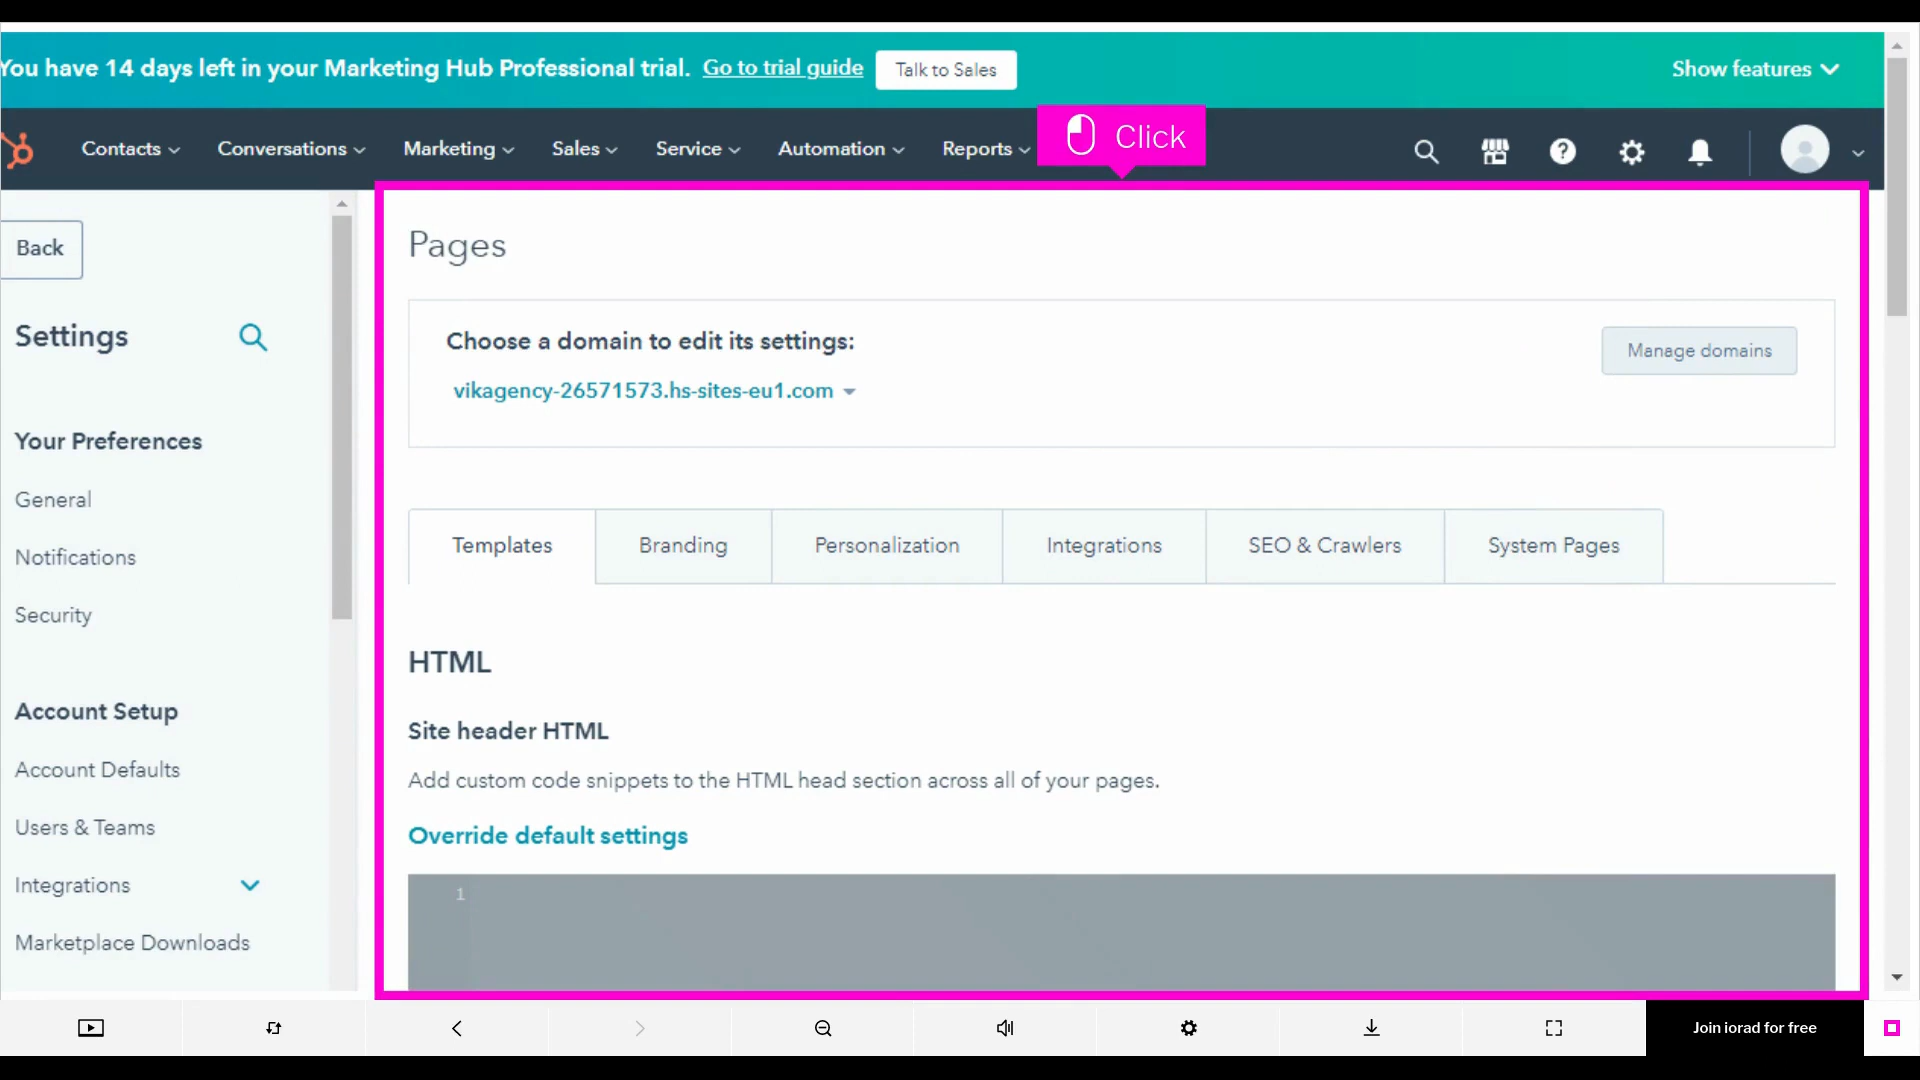 You have 14 days left in your Marketing Hub Professional trial. Go to trial guide Talk to Sales Show features
Contacts Conversations Marketing Sales Service Automation Reports
Click
Back
Settings
Your Preferences
General
Notifications
Security
Account Setup
Account Defaults
Users & Teams
Integrations
Marketplace Downloads
Pages
Choose a domain to edit its settings:
Manage domains
vikagency-26571573.hs-sites-eu1.com
Templates Branding Personalization Integrations SEO & Crawlers System Pages
HTML
Site header HTML
Add custom code snippets to the HTML head section across all of your pages.
Override default settings
1
Join iorad for free